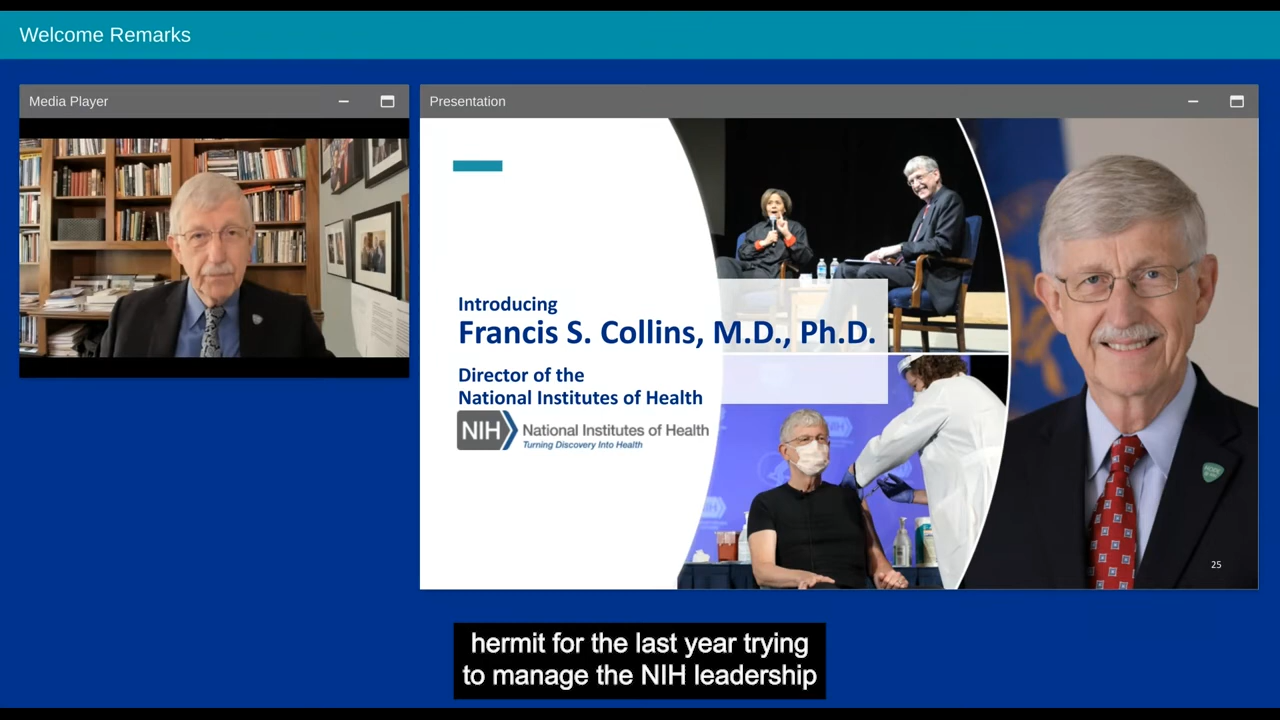 Welcome Remarks
Media Player
Presentation
Introducing
Francis S. Collins, M.D., Ph.D.
Director of the
National Institutes of Health
NIH National Institutes of Health
Turning Discovery Into Health
NIH
25
hermit for the last year trying
to manage the NIH leadership